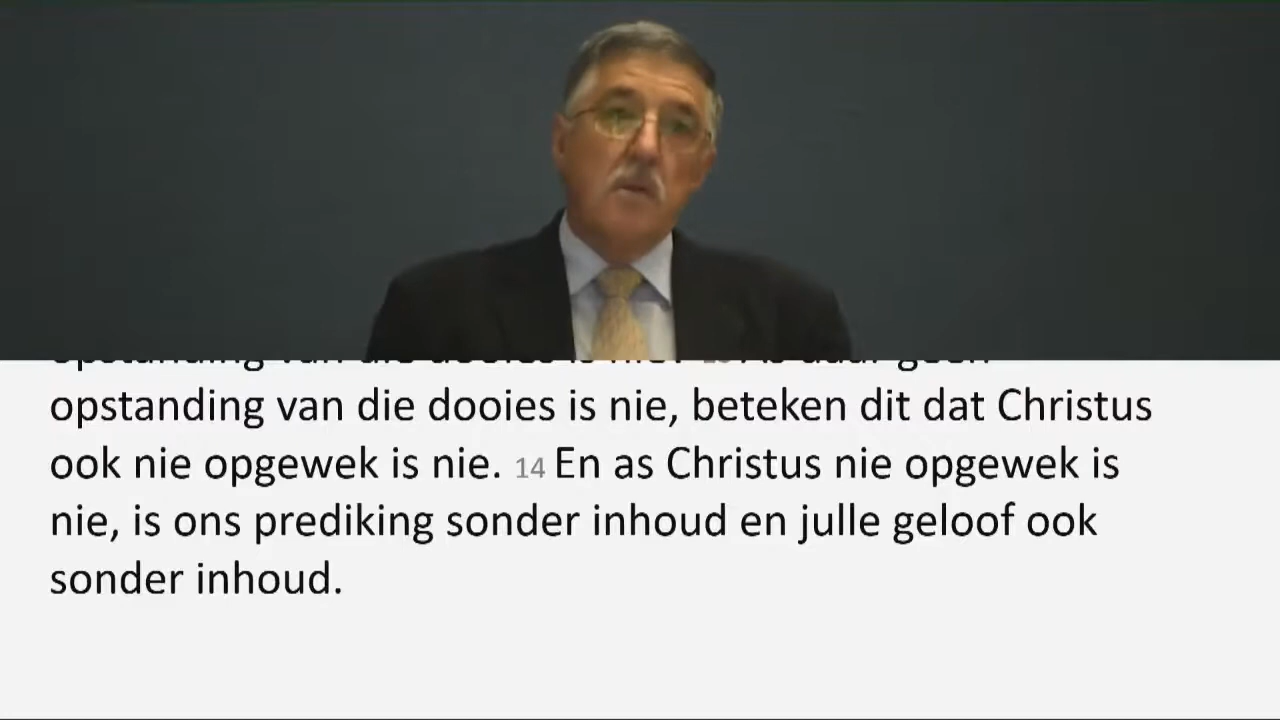 opstanding van die dooies is nie, beteken dit dat Christus
ook nie opgewek is nie. 14 En as Christus nie opgewek is
nie, is ons prediking sonder inhoud en julle geloof ook
sonder inhoud.